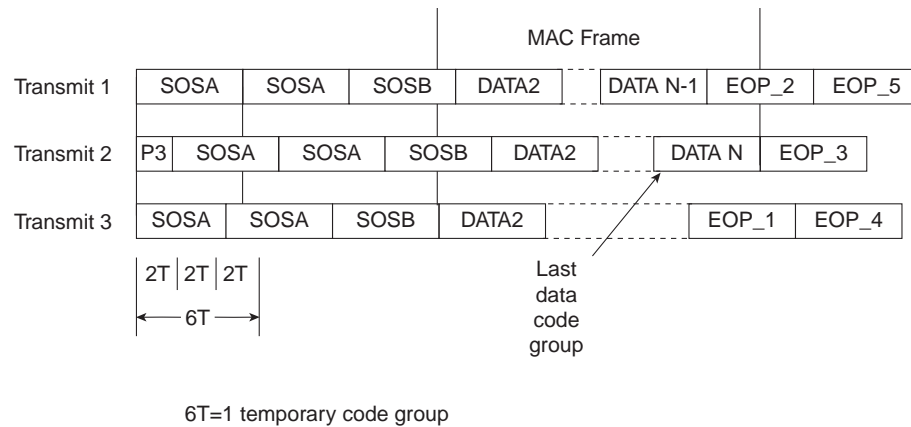 MAC Frame
Transmit 1 SOSA SOSA SOSB DATA2 DATA N-1 EOP_2 EOP_5
Transmit 2 P3 SOSA SOSA SOSB DATA2 DATA N EOP_3
Transmit 3 SOSA SOSA SOSB DATA2 EOP_1 EOP_4
2T 2T 2T
6T
Last
data
code
group
6T=1 temporary code group